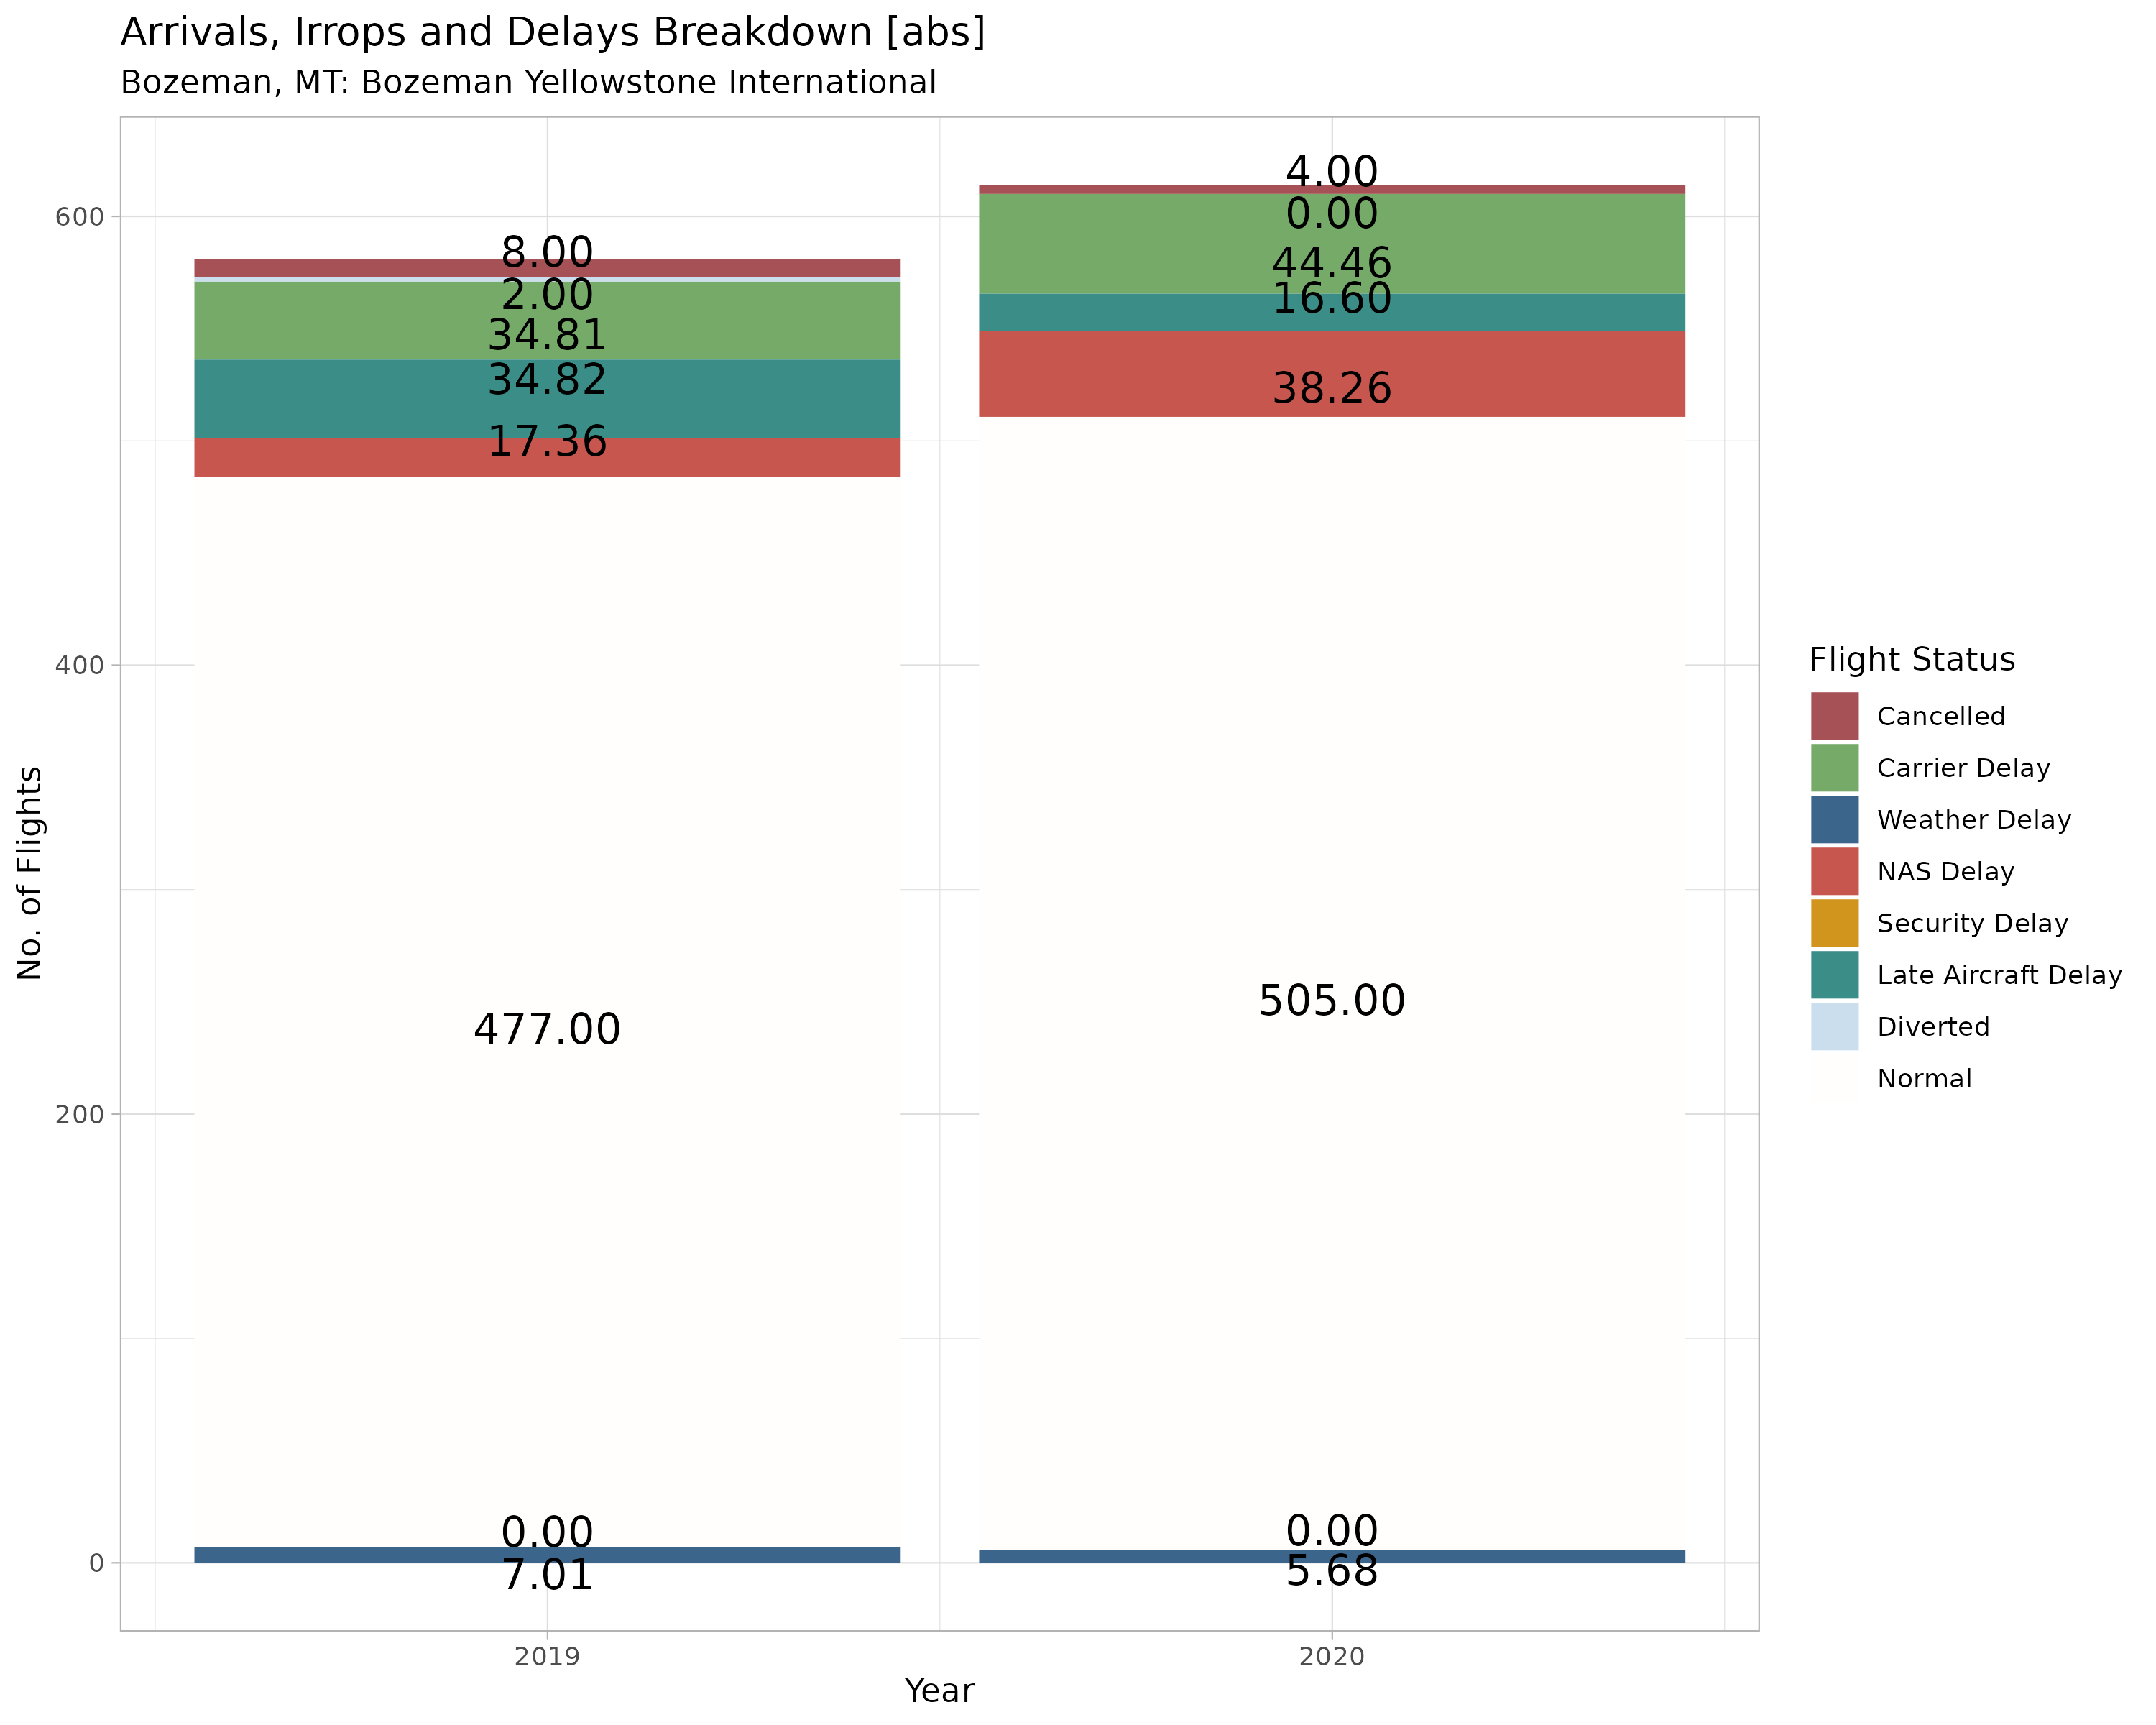 Arrivals, Irrops and Delays Breakdown [abs]
Bozeman, MT: Bozeman Yellowstone International
No. of Flights
600
400
200
0
8.00
2.00
34.81
34.82
17.36
477.00
0.00
7.01
4.00
0.00
44.46
16.60
38.26
505.00
0.00
5.68
2019
2020
Year
Flight Status
Cancelled
Carrier Delay
Weather Delay
NAS Delay
Security Delay
Late Aircraft Delay
Diverted
Normal